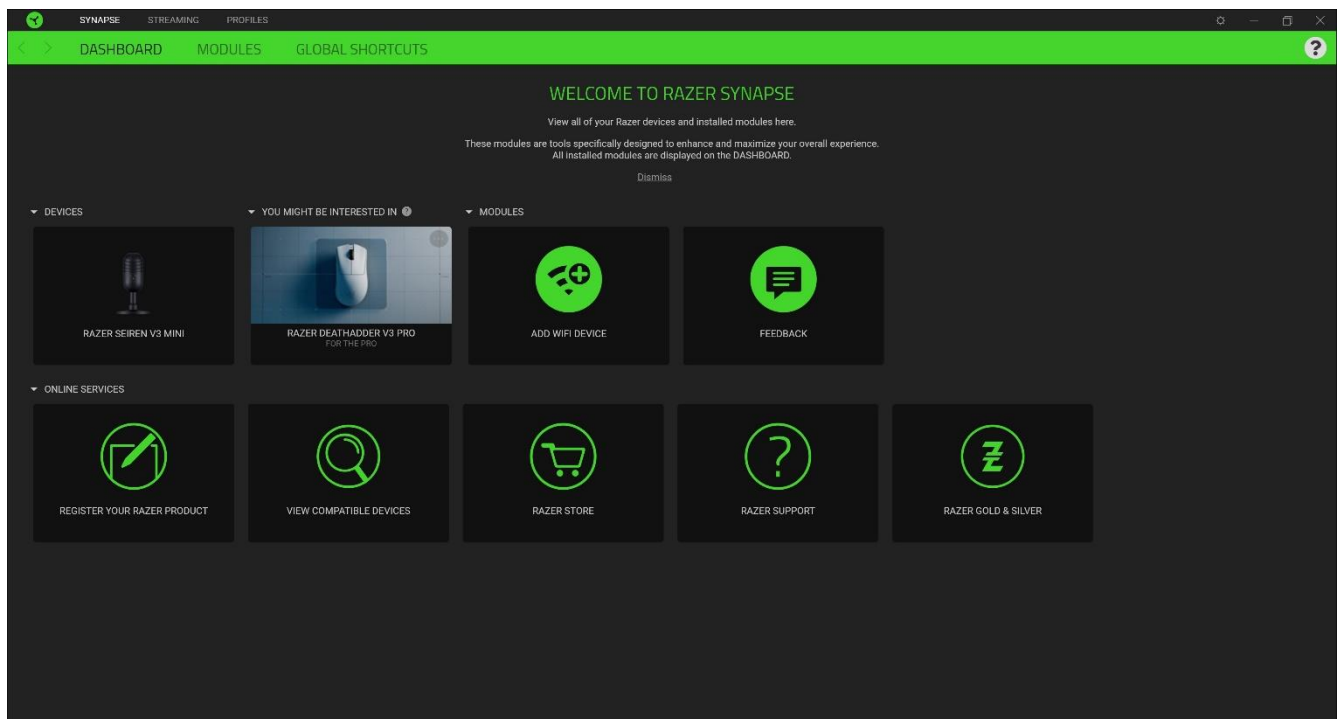 SYNAPSE STREAMING PROFILES
DASHBOARD MODULES GLOBAL SHORTCUTS
?
WELCOME TO RAZER SYNAPSE
View all of your Razer devices and installed modules here.
These modules are tools specifically designed to enhance and maximize your overall experience.
All installed modules are displayed on the DASHBOARD.
Dismiss
DEVICES
YOU MIGHT BE INTERESTED IN ?
MODULES
RAZER SEIREN V3 MINI
RAZER DEATHADDER V3 PRO
FOR THE PRO
ADD WIFI DEVICE
FEEDBACK
ONLINE SERVICES
REGISTER YOUR RAZER PRODUCT
VIEW COMPATIBLE DEVICES
RAZER STORE
?
RAZER SUPPORT
RAZER GOLD & SILVER